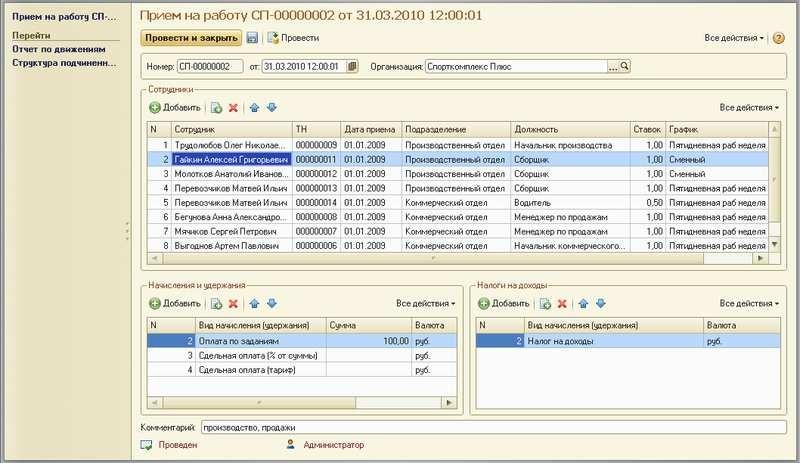 Прием на работу СП-...
Перейти
Отчет по движениям
Структура подчиненн...
Прием на работу СП-00000002 от 31.03.2010 12:00:01
Провести и закрыть Провести Все действия
Номер: СП-00000002 от: 31.03.2010 12:00:01 Организация: Спорткомплекс Плюс ...
Сотрудники
Добавить Все действия
N Сотрудник ТН Дата приема Подразделение Должность Ставок График
1 Трудолюбов Олег Николае... 000000009 01.01.2009 Производственный отдел Начальник производства 1,00 Пятидневная раб неделя
2 Гайкин Алексей Григорьевич 000000011 01.01.2009 Производственный отдел Сборщик 1,00 Сменный
3 Молотков Анатолий Иванов... 000000012 01.01.2009 Производственный отдел Сборщик 1,00 Сменный
4 Перевозчиков Матвей Ильич 000000013 01.01.2009 Производственный отдел Сборщик 1,00 Пятидневная раб неделя
5 Перевозчиков Матвей Ильич 000000014 01.01.2009 Коммерческий отдел Водитель 0,50 Пятидневная раб неделя
6 Бегунова Анна Александро... 000000008 01.01.2009 Коммерческий отдел Менеджер по продажам 1,00 Пятидневная раб неделя
7 Мячиков Сергей Петрович 000000007 01.01.2009 Коммерческий отдел Менеджер по продажам 1,00 Пятидневная раб неделя
8 Выгоднов Артем Павлович 000000006 01.01.2009 Коммерческий отдел Начальник коммерческого... 1,00 Пятидневная раб неделя
Начисления и удержания
Добавить Все действия
N Вид начисления (удержания) Сумма Валюта
2 Оплата по заданиям 100,00 руб.
3 Сдельная оплата (% от суммы) руб.
4 Сдельная оплата (тариф) руб.
Налоги на доходы
Добавить Все действия
N Вид начисления (удержания) Валюта
2 Налог на доходы руб.
Комментарий: производство, продажи
Проведен Администратор